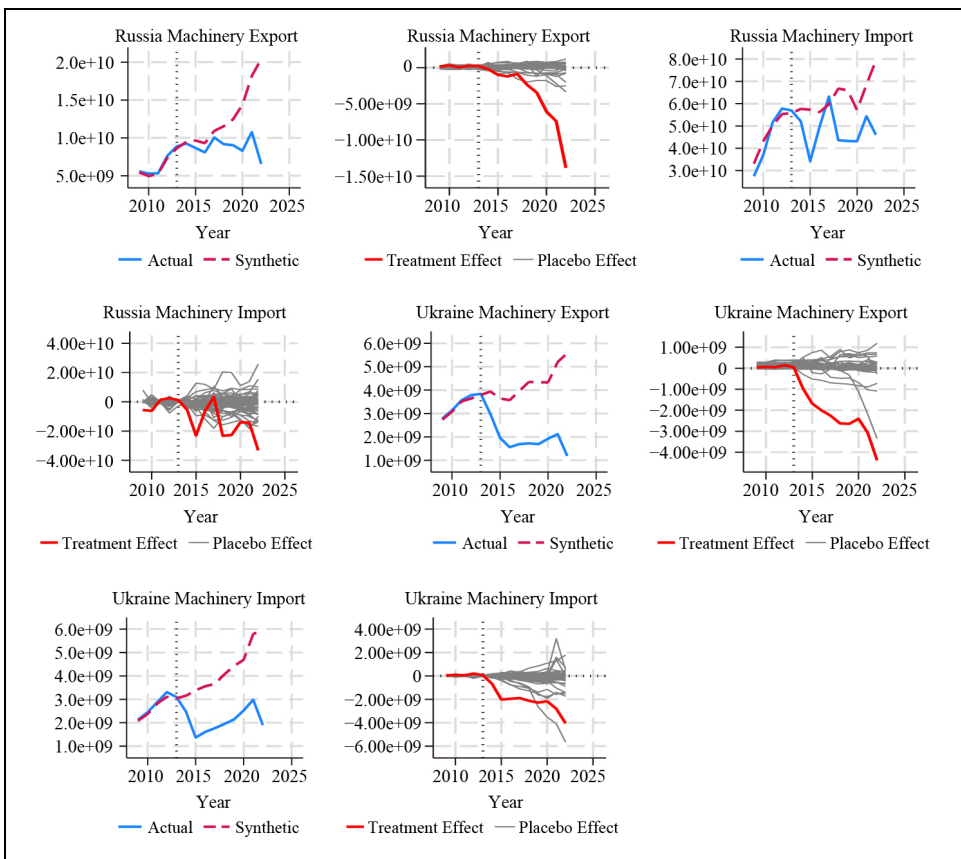 Russia Machinery Export
2.0e+10
1.5e+10
1.0e+10
5.0e+09
2010 2015 2020 2025
Year
Actual Synthetic
Russia Machinery Export
0
−5.00e+09
−1.00e+10
−1.50e+10
2010 2015 2020 2025
Year
Treatment Effect Placebo Effect
Russia Machinery Import
8.0e+10
7.0e+10
6.0e+10
5.0e+10
4.0e+10
3.0e+10
2010 2015 2020 2025
Year
Actual Synthetic
Russia Machinery Import
4.00e+10
2.00e+10
0
−2.00e+10
−4.00e+10
2010 2015 2020 2025
Year
Treatment Effect Placebo Effect
Ukraine Machinery Export
6.0e+09
5.0e+09
4.0e+09
3.0e+09
2.0e+09
1.0e+09
2010 2015 2020 2025
Year
Actual Synthetic
Ukraine Machinery Export
1.00e+09
0
−1.00e+09
−2.00e+09
−3.00e+09
−4.00e+09
2010 2015 2020 2025
Year
Treatment Effect Placebo Effect
Ukraine Machinery Import
6.0e+09
5.0e+09
4.0e+09
3.0e+09
2.0e+09
1.0e+09
2010 2015 2020 2025
Year
Actual Synthetic
Ukraine Machinery Import
4.00e+09
2.00e+09
0
−2.00e+09
−4.00e+09
−6.00e+09
2010 2015 2020 2025
Year
Treatment Effect Placebo Effect